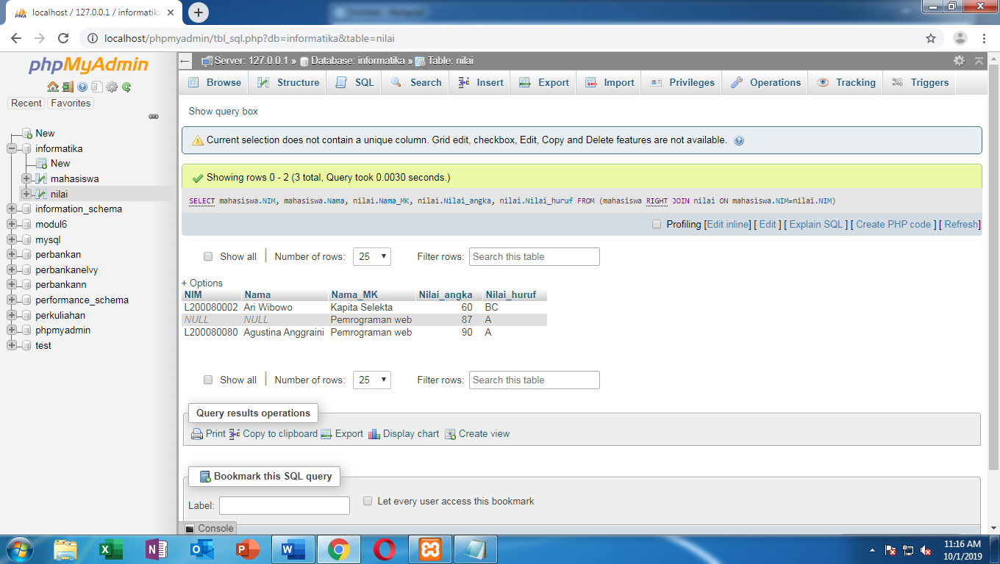 localhost / 127.0.0.1 / informatika
localhost/phpmyadmin/tbl_sql.php?db=informatika&table=nilai
phpMyAdmin
Recent Favorites
New
informatika
New
mahasiswa
nilai
information_schema
modul6
mysql
perbankan
perbankanelvy
perbankann
performance_schema
perkuliahan
phpmyadmin
test
Server: 127.0.0.1 » Database: informatika » Table: nilai
Browse Structure SQL Search Insert Export Import Privileges Operations Tracking Triggers
Show query box
Current selection does not contain a unique column. Grid edit, checkbox, Edit, Copy and Delete features are not available.
Showing rows 0 - 2 (3 total, Query took 0.0030 seconds.)
SELECT mahasiswa.NIM, mahasiswa.Nama, nilai.Nama_MK, nilai.Nilai_angka, nilai.Nilai_huruf FROM (mahasiswa RIGHT JOIN nilai ON mahasiswa.NIM=nilai.NIM)
Profiling [Edit inline] [ Edit ] [ Explain SQL ] [ Create PHP code ] [ Refresh]
Show all | Number of rows: 25 Filter rows: Search this table
+ Options
NIM Nama Nama_MK Nilai_angka Nilai_huruf
L200080002 Ari Wibowo Kapita Selekta 60 BC
NULL NULL Pemrograman web 87 A
L200080080 Agustina Anggraini Pemrograman web 90 A
Show all | Number of rows: 25 Filter rows: Search this table
Query results operations
Print Copy to clipboard Export Display chart Create view
Bookmark this SQL query
Label: Let every user access this bookmark
Console
11:16 AM
10/1/2019